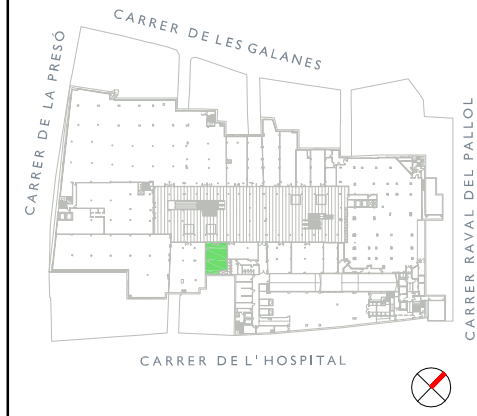 CARRER DE LES GALANES
CARRER DE LA PRESÓ
CARRER RAVAL DEL PALLOL
CARRER DE L'HOSPITAL